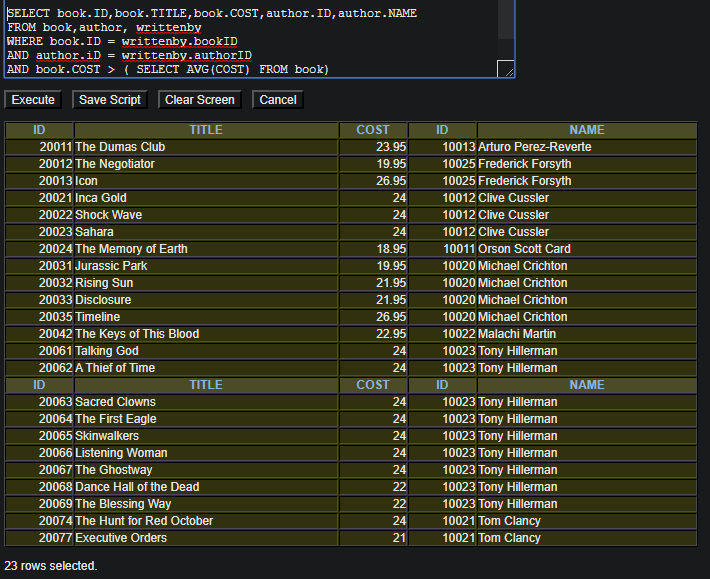 SELECT book.ID,book.TITLE,book.COST,author.ID,author.NAME
FROM book,author, writtenby
WHERE book.ID = writtenby.bookID
AND author.iD = writtenby.authorID
AND book.COST > ( SELECT AVG(COST) FROM book)
Execute Save Script Clear Screen Cancel
ID TITLE COST ID NAME
20011 The Dumas Club 23.95 10013 Arturo Perez-Reverte
20012 The Negotiator 19.95 10025 Frederick Forsyth
20013 Icon 26.95 10025 Frederick Forsyth
20021 Inca Gold 24 10012 Clive Cussler
20022 Shock Wave 24 10012 Clive Cussler
20023 Sahara 24 10012 Clive Cussler
20024 The Memory of Earth 18.95 10011 Orson Scott Card
20031 Jurassic Park 19.95 10020 Michael Crichton
20032 Rising Sun 21.95 10020 Michael Crichton
20033 Disclosure 21.95 10020 Michael Crichton
20035 Timeline 26.95 10020 Michael Crichton
20042 The Keys of This Blood 22.95 10022 Malachi Martin
20061 Talking God 24 10023 Tony Hillerman
20062 A Thief of Time 24 10023 Tony Hillerman
ID TITLE COST ID NAME
20063 Sacred Clowns 24 10023 Tony Hillerman
20064 The First Eagle 24 10023 Tony Hillerman
20065 Skinwalkers 24 10023 Tony Hillerman
20066 Listening Woman 24 10023 Tony Hillerman
20067 The Ghostway 24 10023 Tony Hillerman
20068 Dance Hall of the Dead 22 10023 Tony Hillerman
20069 The Blessing Way 22 10023 Tony Hillerman
20074 The Hunt for Red October 24 10021 Tom Clancy
20077 Executive Orders 21 10021 Tom Clancy
23 rows selected.